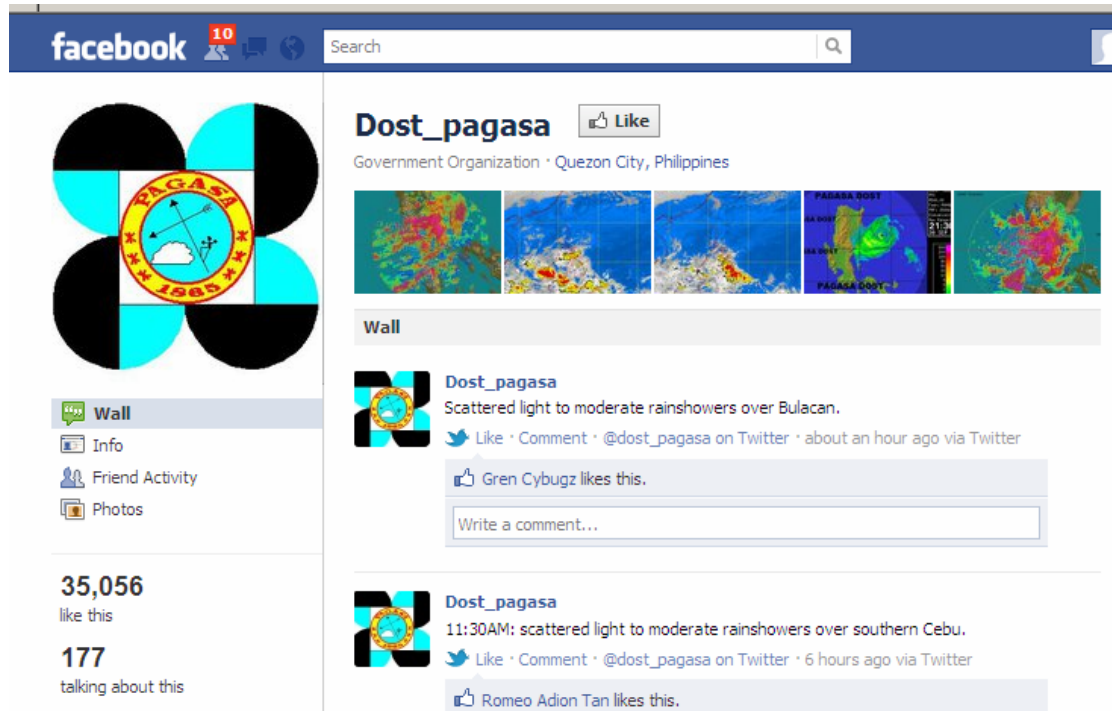 facebook 10 Search
PAGASA
1965
Dost_pagasa Like
Government Organization · Quezon City, Philippines
PAGASA DOST
PAGASA DOST
Wall
Dost_pagasa
Scattered light to moderate rainshowers over Bulacan.
Like · Comment · @dost_pagasa on Twitter · about an hour ago via Twitter
Gren Cybugz likes this.
Write a comment...
Wall
Info
Friend Activity
Photos
35,056
like this
177
talking about this
Dost_pagasa
11:30AM: scattered light to moderate rainshowers over southern Cebu.
Like · Comment · @dost_pagasa on Twitter · 6 hours ago via Twitter
Romeo Adion Tan likes this.